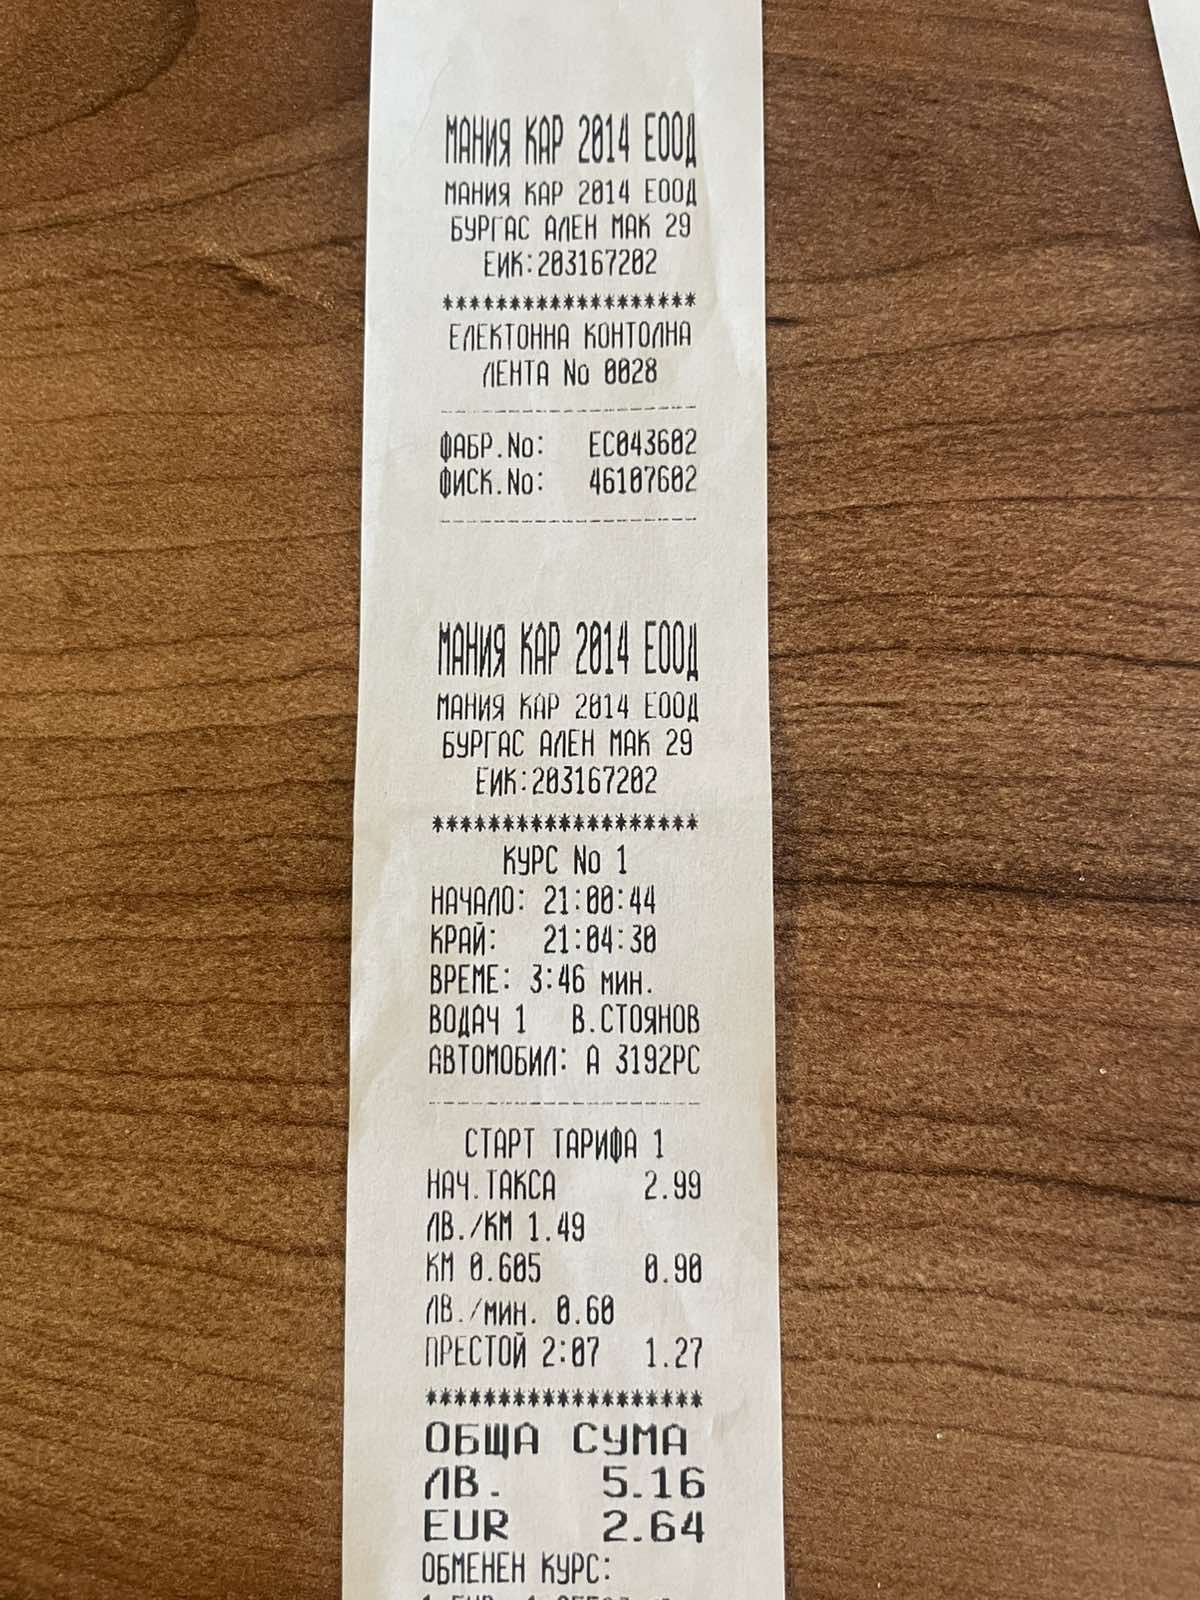 МАНИЯ КАР 2014 ЕООД
МАНИЯ КАР 2014 ЕООД
БУРГАС АЛЕН МАК 29
ЕИК:203167202
*******************
ЕЛЕКТОННА КОНТОЛНА
ЛЕНТА No 0028
ФАБР.No: EC043602
ФИСК.No: 46107602
МАНИЯ КАР 2014 ЕООД
МАНИЯ КАР 2014 ЕООД
БУРГАС АЛЕН МАК 29
ЕИК:203167202
*******************
КУРС No 1
НАЧАЛО: 21:00:44
КРАЙ: 21:04:30
ВРЕМЕ: 3:46 мин.
ВОДАЧ 1 В.СТОЯНОВ
АВТОМОБИЛ: А 3192РС
СТАРТ ТАРИФА 1
НАЧ.ТАКСА 2.99
ЛВ./КМ 1.49
КМ 0.605 0.90
ЛВ./мин. 0.60
ПРЕСТОЙ 2:07 1.27
*******************
ОБЩА СУМА
ЛВ. 5.16
EUR 2.64
ОБМЕНЕН КУРС: